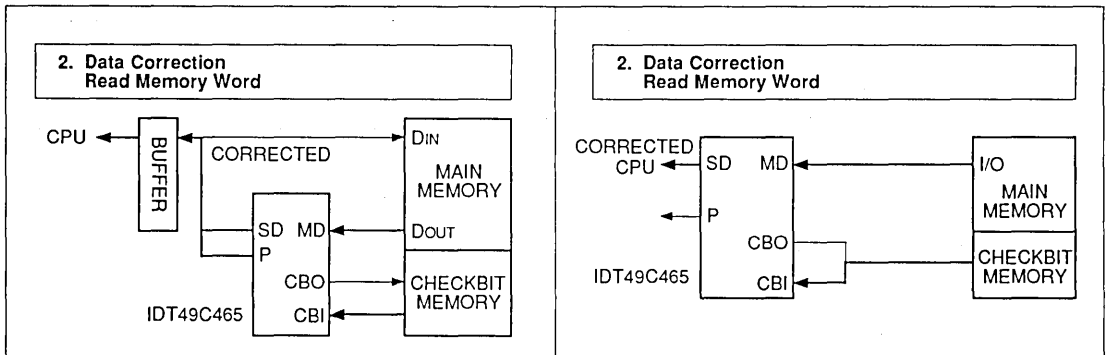 2. Data Correction
Read Memory Word
CPU
BUFFER
CORRECTED
DIN
MAIN
MEMORY
SD MD
DOUT
P
CBO
CHECKBIT
MEMORY
IDT49C465
CBI
2. Data Correction
Read Memory Word
CORRECTED
CPU
SD MD
I/O
MAIN
MEMORY
P
CBO
CHECKBIT
MEMORY
IDT49C465
CBI